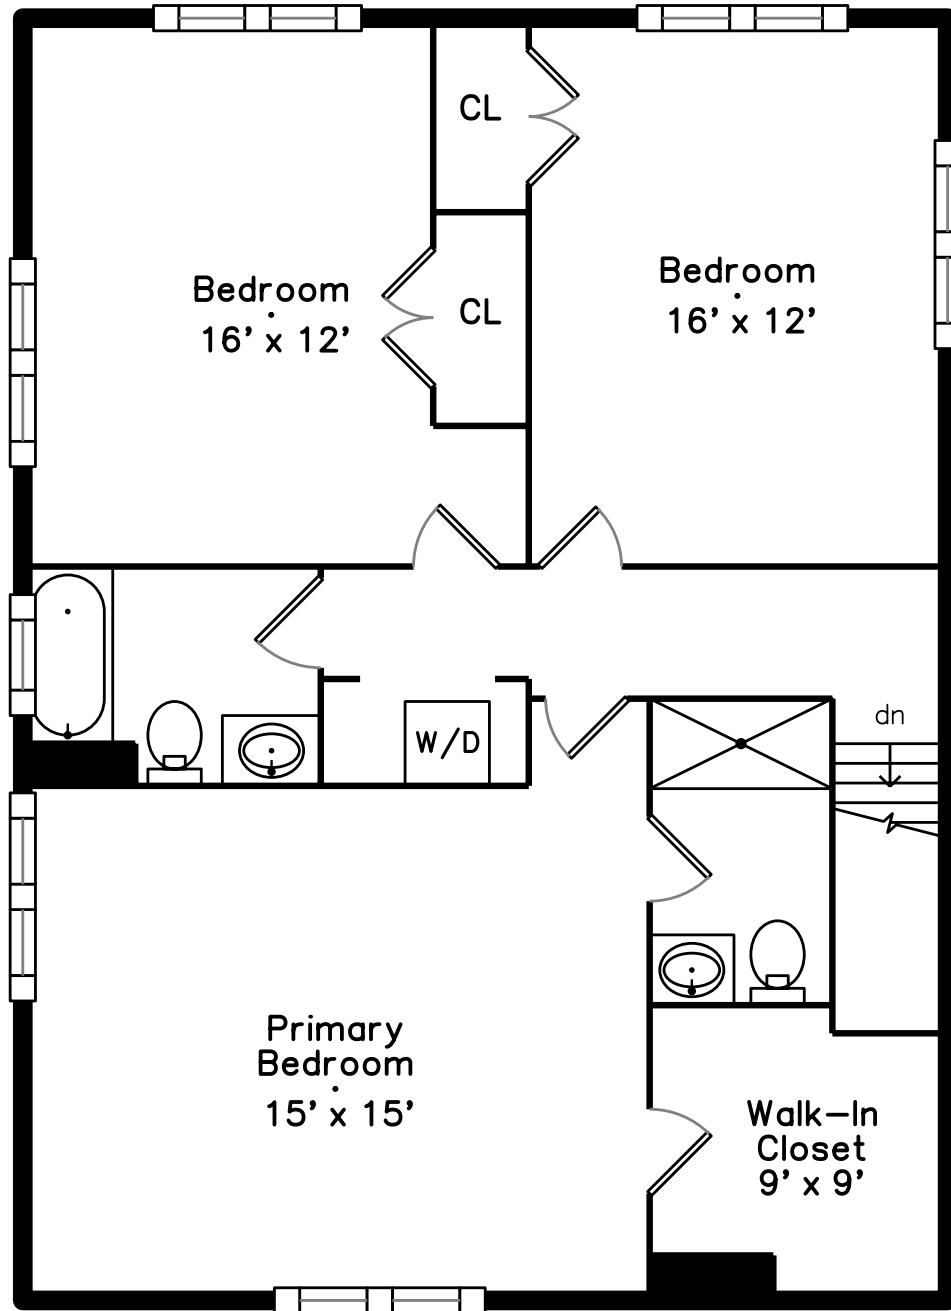 CL
Bedroom
16' x 12'
CL
Bedroom
16' x 12'
dn
W/D
Primary
Bedroom
15' x 15'
Walk-In
Closet
9' x 9'